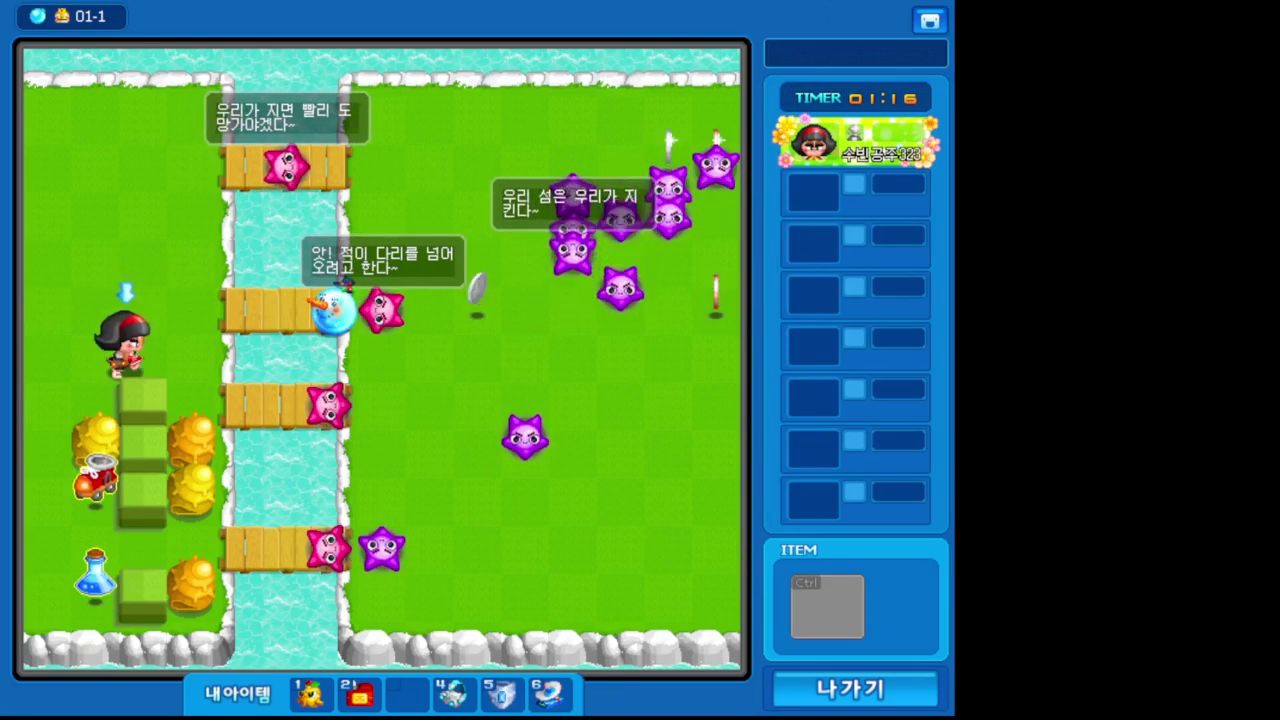 01-1
TIMER 01:16
우리가 지면 빨리 도
망가야겠다~
수빈공주323
우리 섬은 우리가 지
킨다~
앗! 적이 다리를 넘어
오려고 한다~
ITEM
Ctrl
내 아이템
1
2
4
5
6
나가기